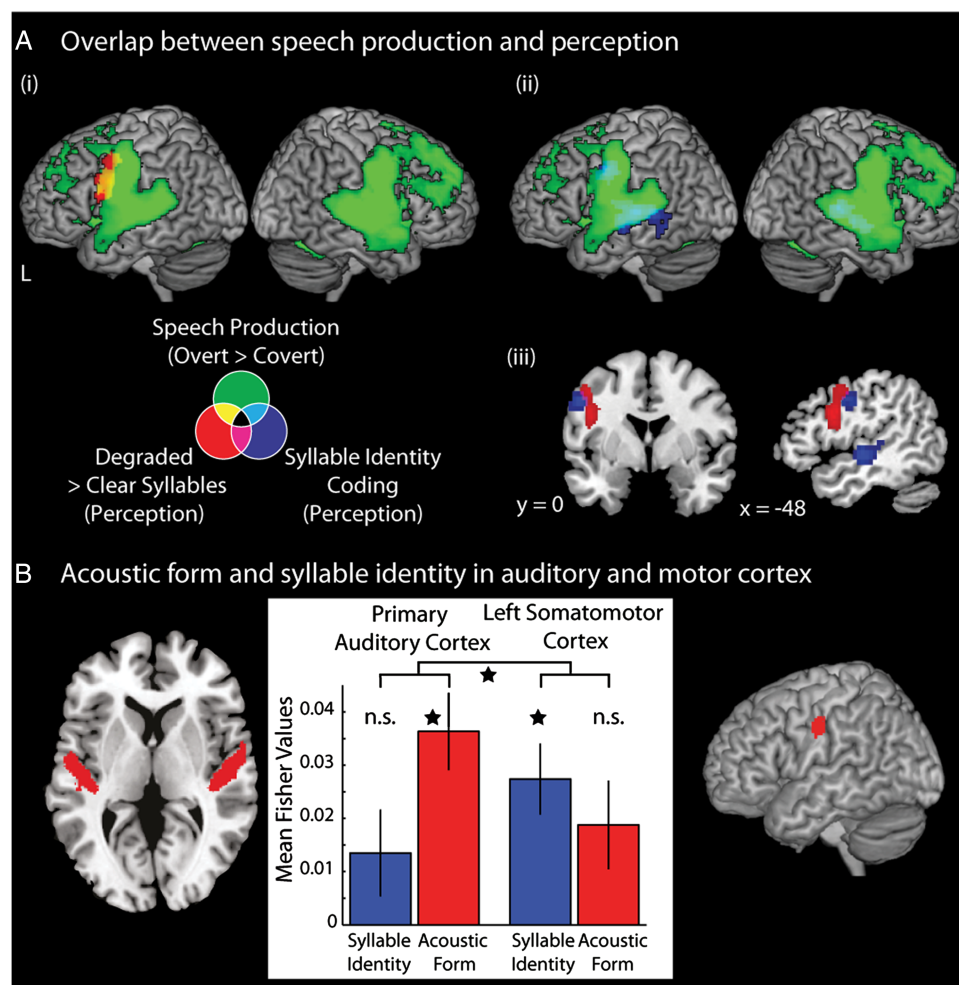 A Overlap between speech production and perception
(i)
(ii)
L
Speech Production
(Overt > Covert)
Degraded
> Clear Syllables
(Perception)
Syllable Identity
Coding
(Perception)
(iii)
y = 0
x = -48
B Acoustic form and syllable identity in auditory and motor cortex
Primary
Auditory Cortex
Left Somatomotor
Cortex
n.s.
n.s.
Mean Fisher Values
0.04
0.03
0.02
0.01
0
Syllable
Identity
Acoustic
Form
Syllable
Identity
Acoustic
Form